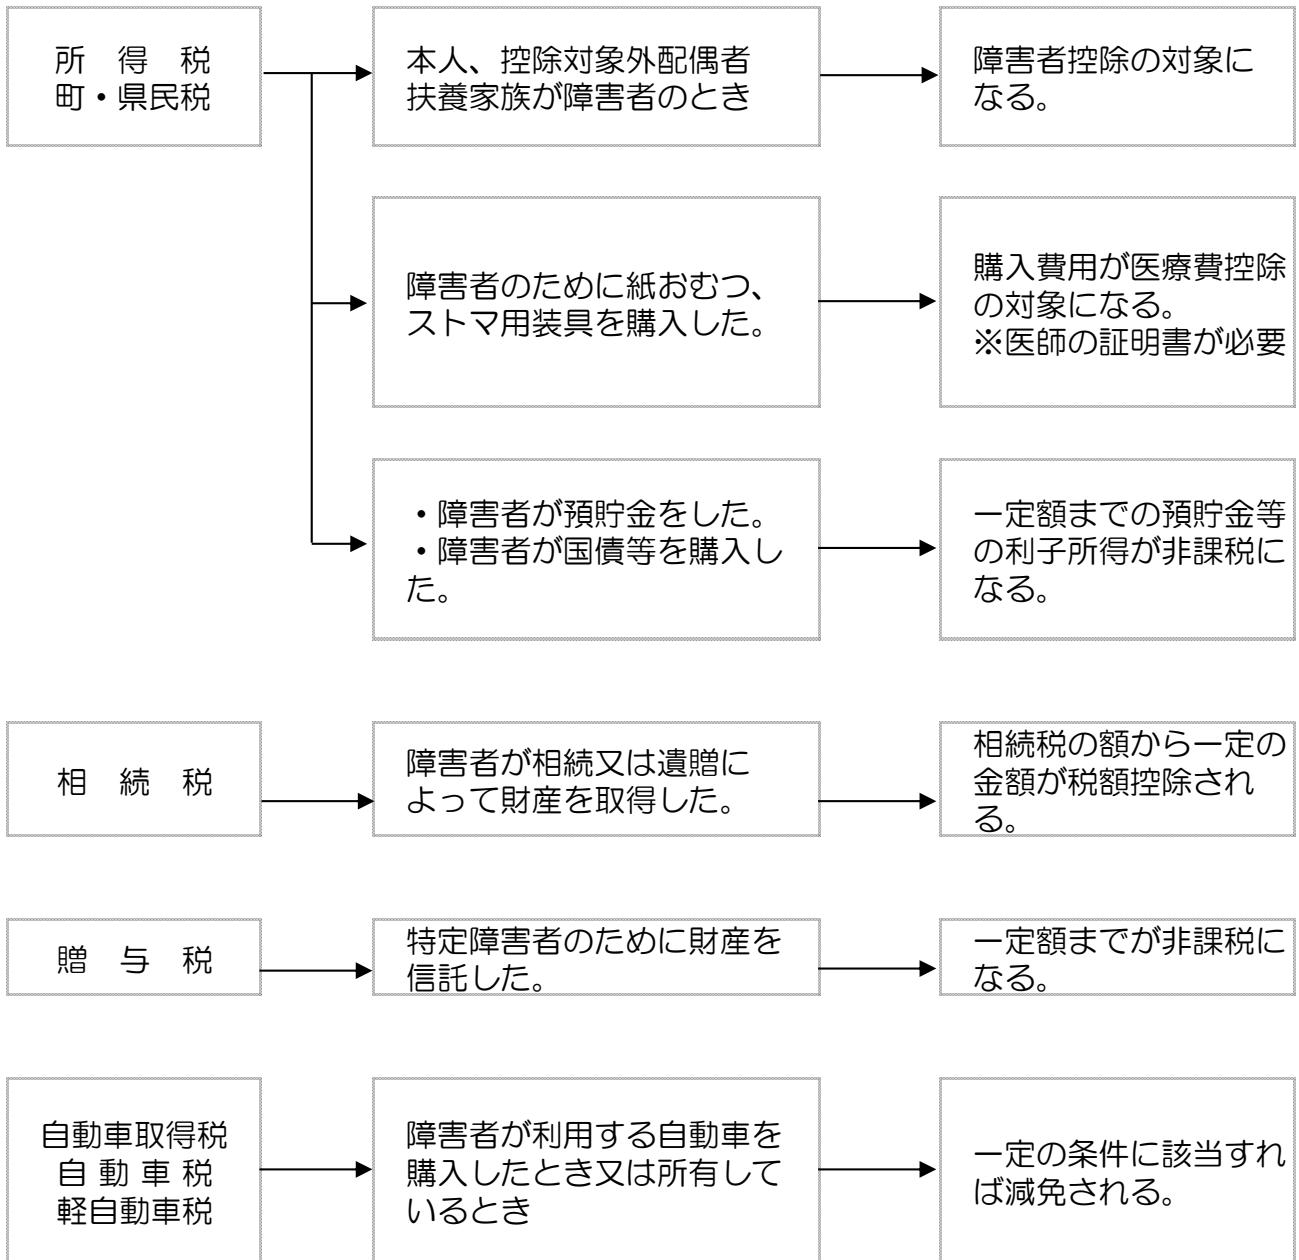 所　得　税
町・県民税
本人、控除対象外配偶者
扶養家族が障害者のとき
障害者控除の対象に
なる。
障害者のために紙おむつ、
ストマ用装具を購入した。
購入費用が医療費控除
の対象になる。
※医師の証明書が必要
・障害者が預貯金をした。
・障害者が国債等を購入し
た。
一定額までの預貯金等
の利子所得が非課税に
なる。
相　続　税
障害者が相続又は遺贈に
よって財産を取得した。
相続税の額から一定の
金額が税額控除され
る。
贈　与　税
特定障害者のために財産を
信託した。
一定額までが非課税に
なる。
自動車取得税
自 動 車 税
軽自動車税
障害者が利用する自動車を
購入したとき又は所有して
いるとき
一定の条件に該当すれ
ば減免される。